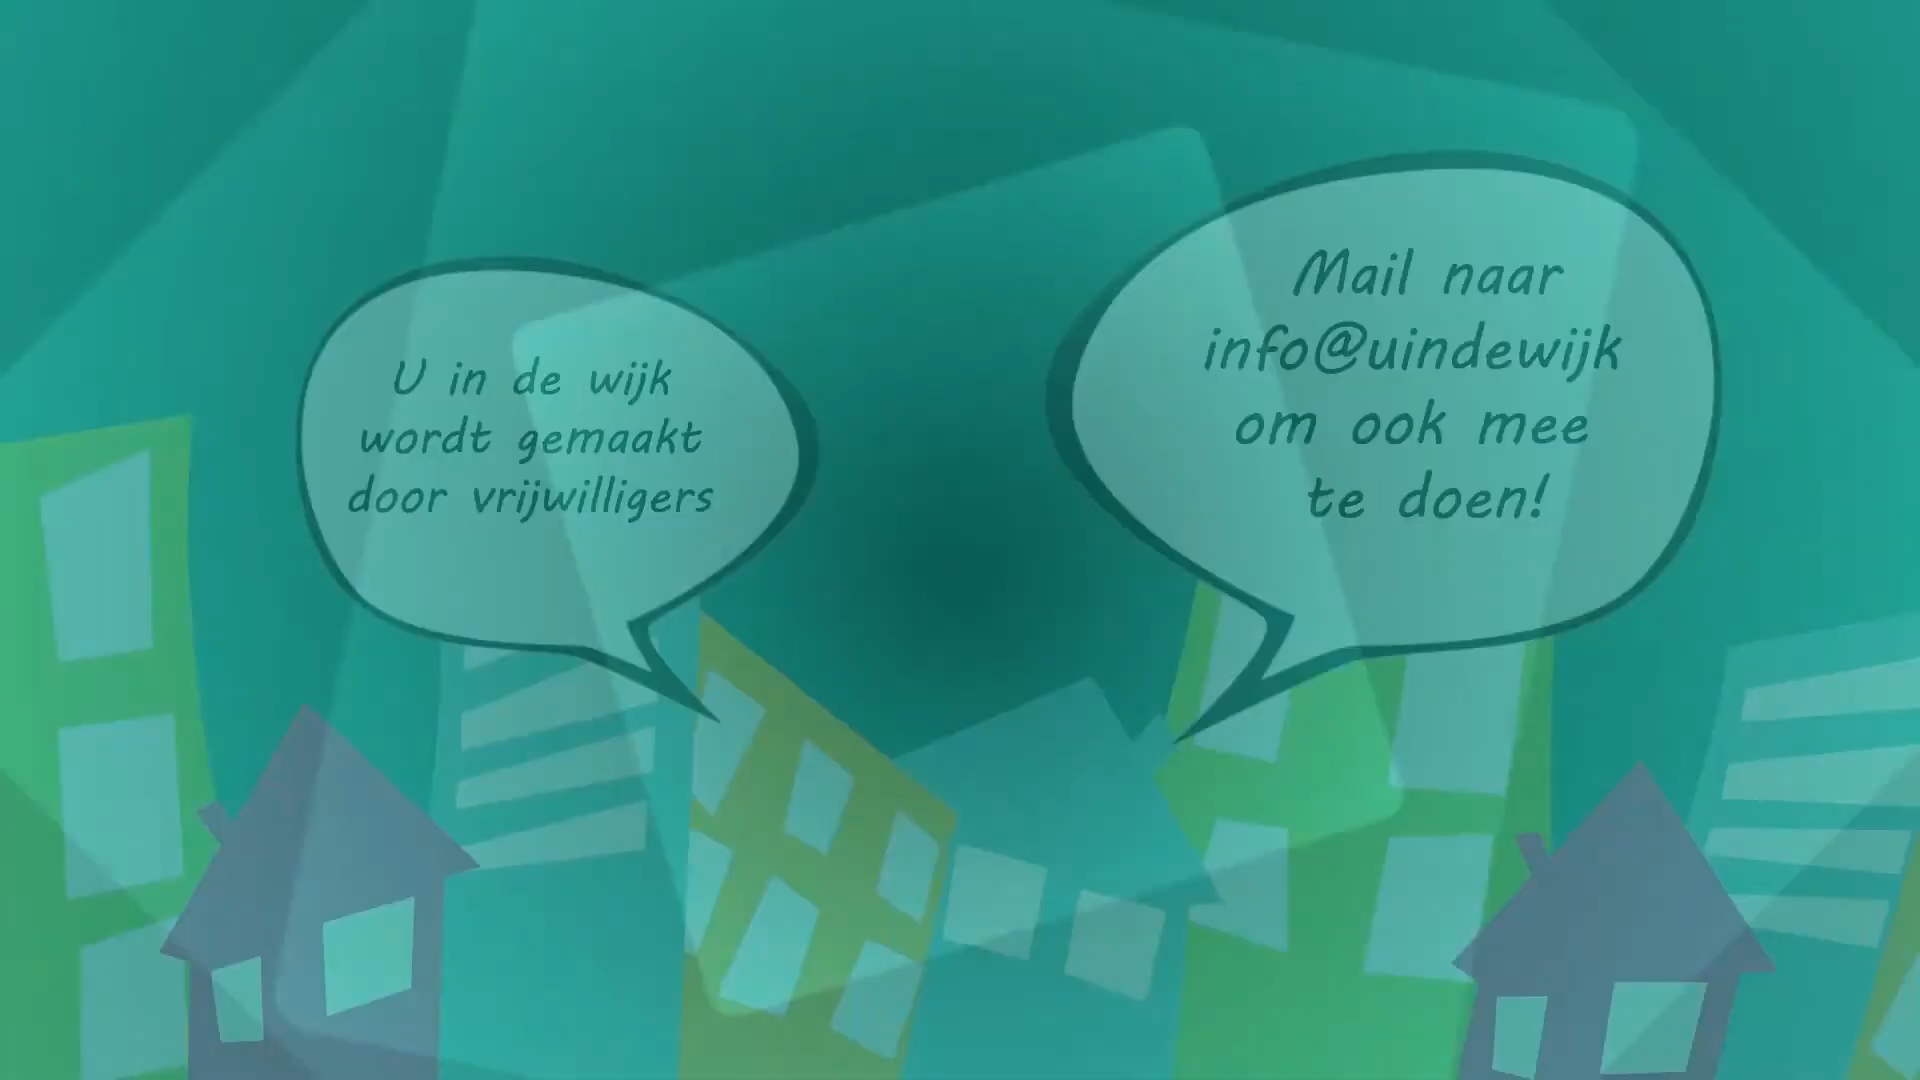 U in de wijk
wordt gemaakt
door vrijwilligers
Mail naar
info@uindewijk
om ook mee
te doen!